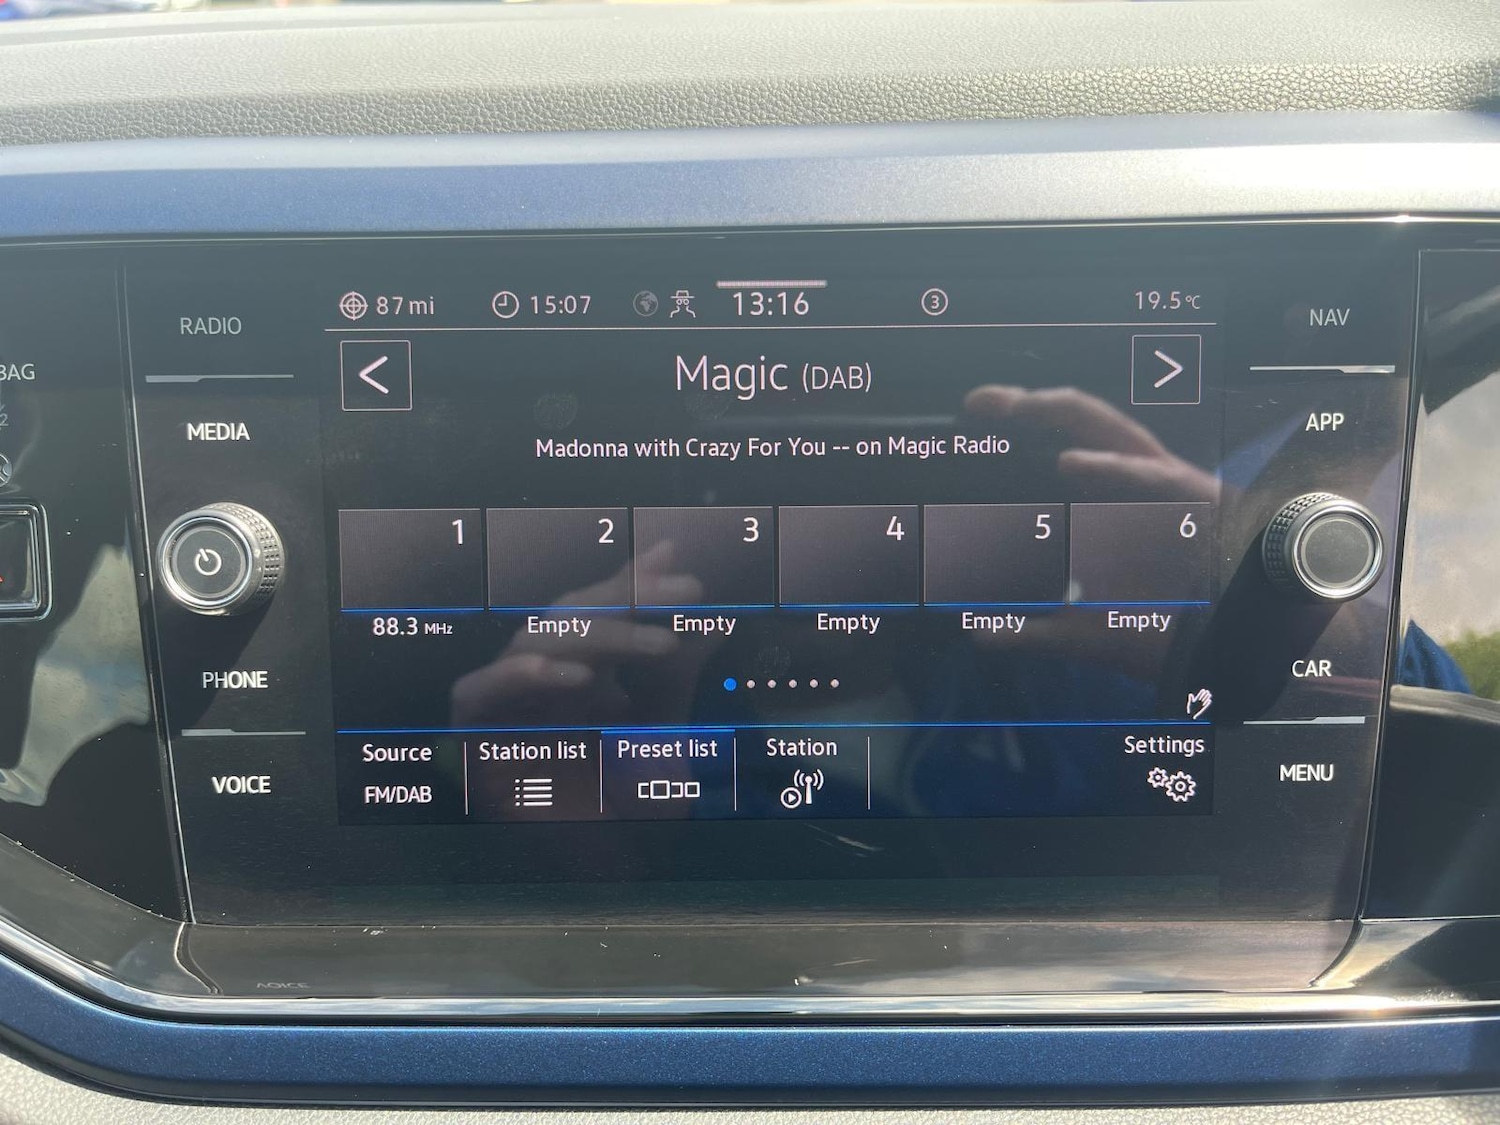 87 mi 15:07 13:16 3 19.5°C
RADIO
NAV
Magic (DAB)
BAG
2
MEDIA
APP
Madonna with Crazy For You -- on Magic Radio
1 2 3 4 5 6
88.3 MHz Empty Empty Empty Empty Empty
PHONE
CAR
Source Station list Preset list Station Settings
FM/DAB
VOICE
MENU